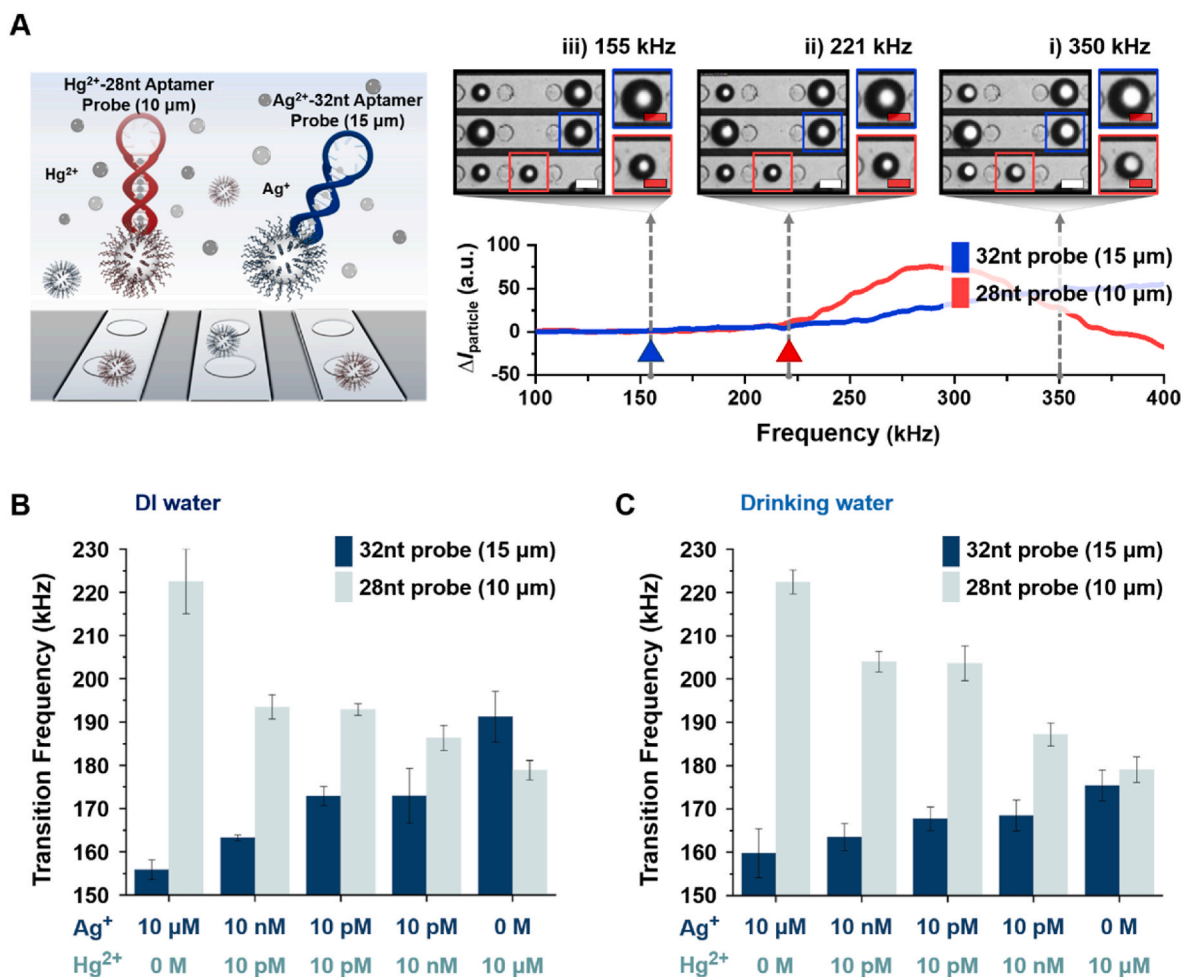 A
Hg2+-28nt Aptamer
Probe (10 µm)
Ag2+-32nt Aptamer
Probe (15 µm)
Hg2+
Ag+
iii) 155 kHz
ii) 221 kHz
i) 350 kHz
ΔIparticle (a.u.)
100
50
0
-50
32nt probe (15 µm)
28nt probe (10 µm)
100 150 200 250 300 350 400
Frequency (kHz)
B
DI water
32nt probe (15 µm)
28nt probe (10 µm)
Transition Frequency (kHz)
230
220
210
200
190
180
170
160
150
Ag+ 10 µM 10 nM 10 pM 10 pM 0 M
Hg2+ 0 M 10 pM 10 pM 10 nM 10 µM
C
Drinking water
32nt probe (15 µm)
28nt probe (10 µm)
Transition Frequency (kHz)
230
220
210
200
190
180
170
160
150
Ag+ 10 µM 10 nM 10 pM 10 pM 0 M
Hg2+ 0 M 10 pM 10 pM 10 nM 10 µM